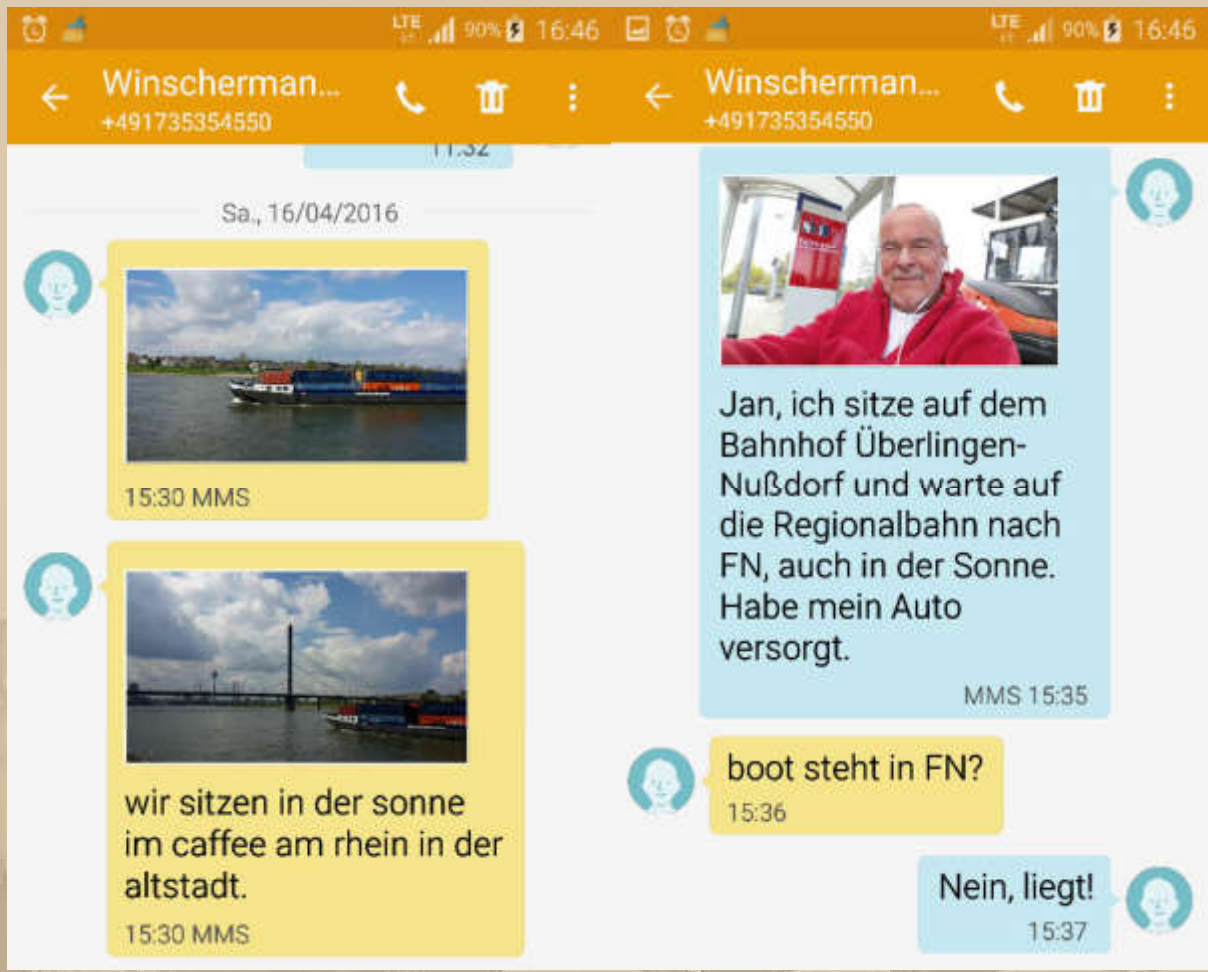 LTE 90% 16:46
Winscherman...
+491735354550
11:32
Sa., 16/04/2016
15:30 MMS
wir sitzen in der sonne
im caffee am rhein in der
altstadt.
15:30 MMS
LTE 90% 16:46
Winscherman...
+491735354550
Jan, ich sitze auf dem
Bahnhof Überlingen-
Nußdorf und warte auf
die Regionalbahn nach
FN, auch in der Sonne.
Habe mein Auto
versorgt.
MMS 15:35
boot steht in FN?
15:36
Nein, liegt!
15:37